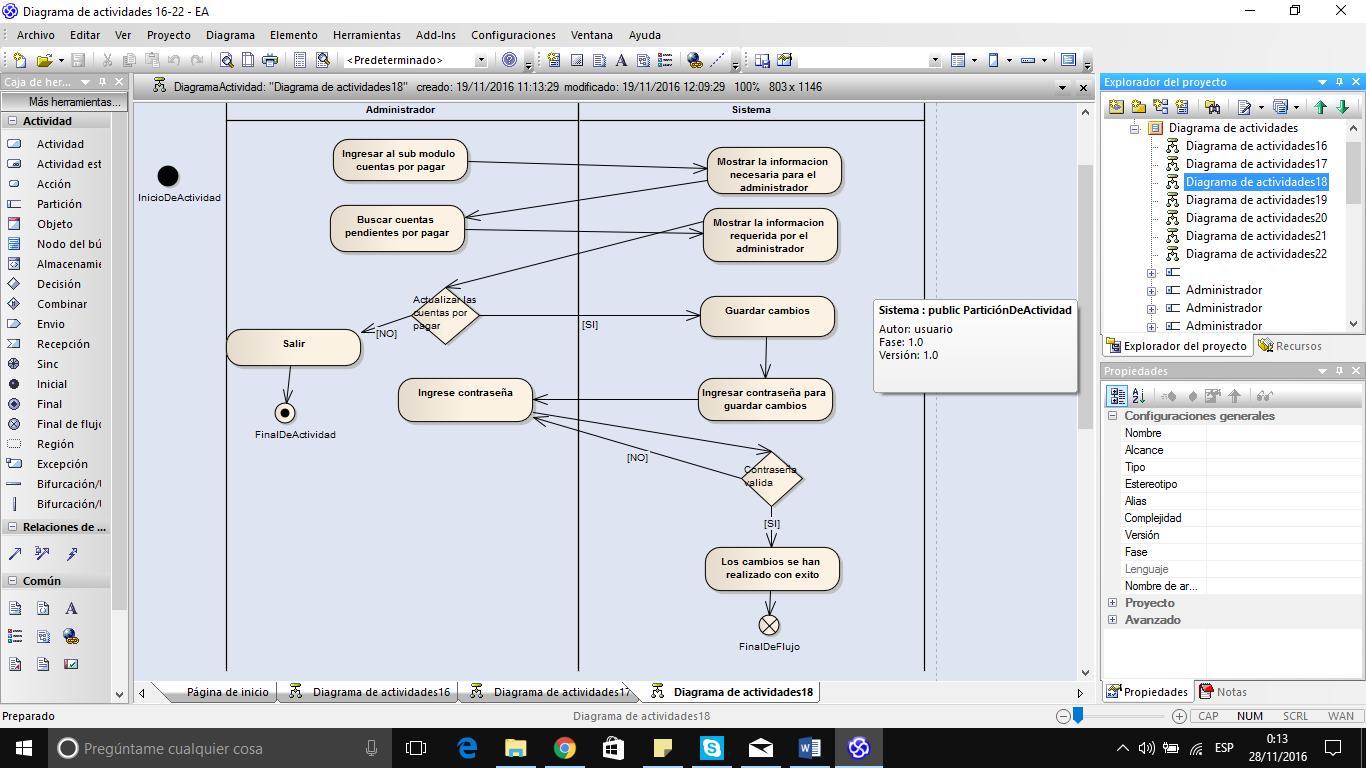 Diagrama de actividades 16-22 - EA
Archivo Editar Ver Proyecto Diagrama Elemento Herramientas Add-Ins Configuraciones Ventana Ayuda
<Predeterminado>
Caja de her...
Más herramientas...
Actividad
Actividad
Actividad est
Acción
Partición
Objeto
Nodo del bú
Almacenamie
Decisión
Combinar
Envio
Recepción
Sinc
Inicial
Final
Final de flujo
Región
Excepción
Bifurcación/U
Bifurcación/U
Relaciones de ...
Común
DiagramaActividad: "Diagrama de actividades18" creado: 19/11/2016 11:13:29 modificado: 19/11/2016 12:09:29 100% 803 x 1146
Administrador
Sistema
InicioDeActividad
Ingresar al sub modulo
cuentas por pagar
Mostrar la informacion
necesaria para el
administrador
Buscar cuentas
pendientes por pagar
Mostrar la informacion
requerida por el
administrador
Actualizar las
cuentas por
pagar
[NO]
[SI]
Guardar cambios
Salir
FinalDeActividad
Ingrese contraseña
Ingresar contraseña para
guardar cambios
[NO]
Contraseña
valida
[SI]
Los cambios se han
realizado con exito
FinalDeFlujo
Sistema : public ParticiónDeActividad
Autor: usuario
Fase: 1.0
Versión: 1.0
Página de inicio
Diagrama de actividades16
Diagrama de actividades17
Diagrama de actividades18
Explorador del proyecto
Diagrama de actividades
Diagrama de actividades16
Diagrama de actividades17
Diagrama de actividades18
Diagrama de actividades19
Diagrama de actividades20
Diagrama de actividades21
Diagrama de actividades22
Administrador
Administrador
Administrador
Explorador del proyecto
Recursos
Propiedades
Configuraciones generales
Nombre
Alcance
Tipo
Estereotipo
Alias
Complejidad
Versión
Fase
Lenguaje
Nombre de ar...
Proyecto
Avanzado
Propiedades
Notas
Preparado
Diagrama de actividades18
CAP NUM SCRL WAN
Pregúntame cualquier cosa
ESP
0:13
28/11/2016